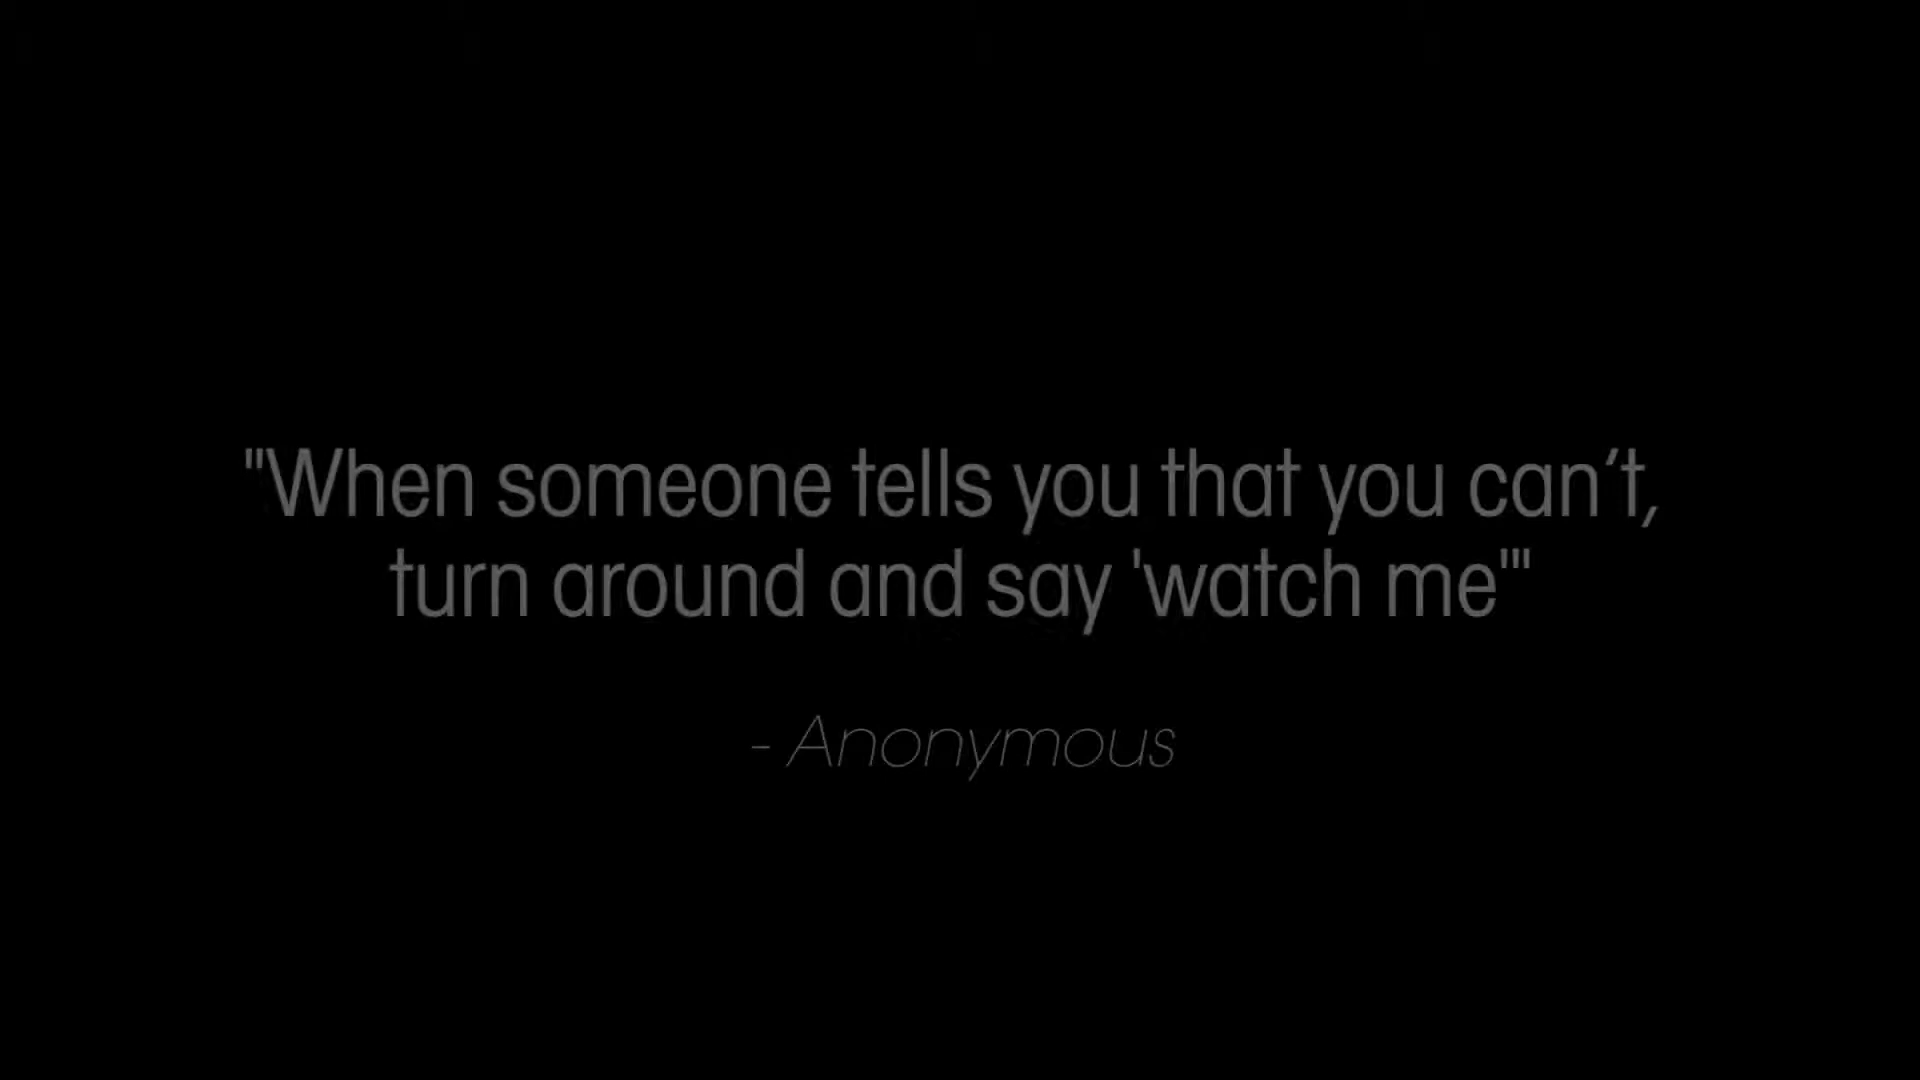 "When someone tells you that you can’t,
turn around and say 'watch me'"
- Anonymous